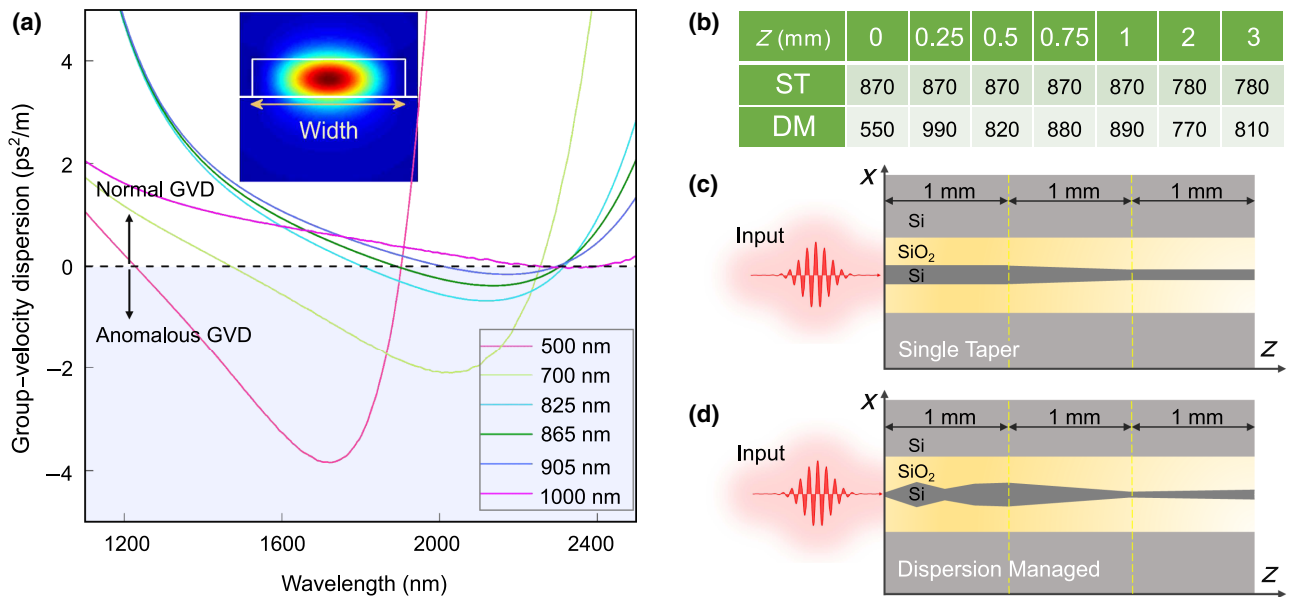 (a)
Group−velocity dispersion (ps²/m)
4
2
0
−2
−4
Width
Normal GVD
Anomalous GVD
500 nm
700 nm
825 nm
865 nm
905 nm
1000 nm
1200
1600
2000
2400
Wavelength (nm)
(b)
Z (mm) 0 0.25 0.5 0.75 1 2 3
ST 870 870 870 870 870 780 780
DM 550 990 820 880 890 770 810
(c)
X
1 mm 1 mm 1 mm
Si
Input
SiO₂
Si
Single Taper
Z
(d)
X
1 mm 1 mm 1 mm
Si
Input
SiO₂
Si
Dispersion Managed
Z